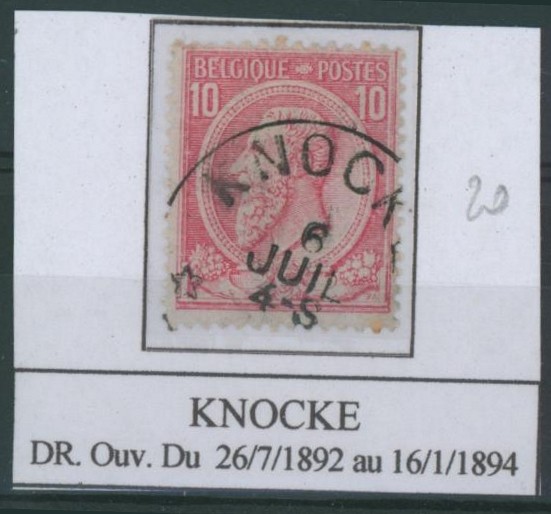 BELGIQUE POSTES
10 10
KNOCK
6
JUIL
4-S
20
KNOCKE
DR. Ouv. Du 26/7/1892 au 16/1/1894